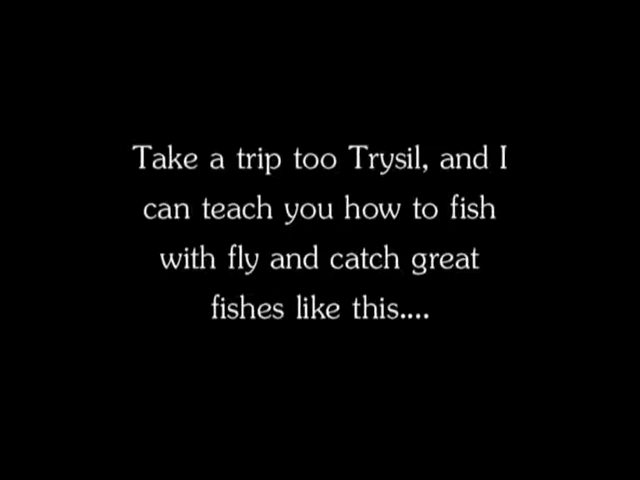 Take a trip too Trysil, and I
can teach you how to fish
with fly and catch great
fishes like this....